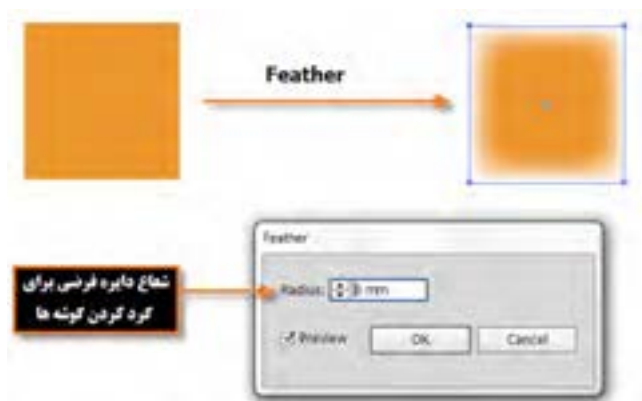 Feather
Feather
شعاع دایره فرضی برای
گرد کردن گوشه ها
Radius: mm
Preview OK Cancel